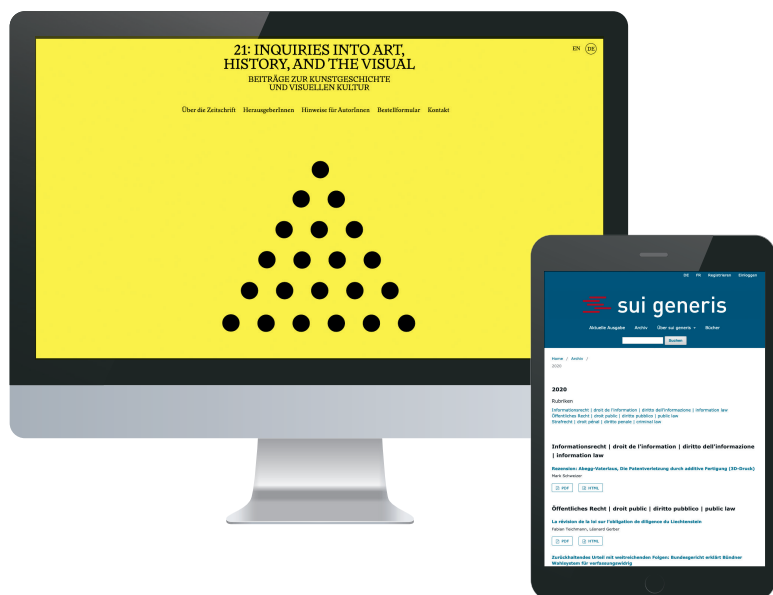 21: INQUIRIES INTO ART,
HISTORY, AND THE VISUAL
BEITRÄGE ZUR KUNSTGESCHICHTE
UND VISUELLEN KULTUR
EN DE
Über die Zeitschrift HerausgeberInnen Hinweise für AutorInnen Bestellformular Kontakt
DE FR Registrieren Einloggen
sui generis
Aktuelle Ausgabe Archiv Über sui generis Bücher
Suchen
Home / Archiv /
2020
2020
Rubriken
Informationsrecht | droit de l'information | diritto dell'informazione | information law
Öffentliches Recht | droit public | diritto pubblico | public law
Strafrecht | droit pénal | diritto penale | criminal law
Informationsrecht | droit de l'information | diritto dell'informazione
| information law
Rezension: Abegg-Vaterlaus, Die Patentverletzung durch additive Fertigung (3D-Druck)
Mark Schweizer
PDF HTML
Öffentliches Recht | droit public | diritto pubblico | public law
La révision de la loi sur l'obligation de diligence du Liechtenstein
Fabian Teichmann, Léonard Gerber
PDF HTML
Zurückhaltendes Urteil mit weitreichenden Folgen: Bundesgericht erklärt Bündner
Wahlsystem für verfassungswidrig